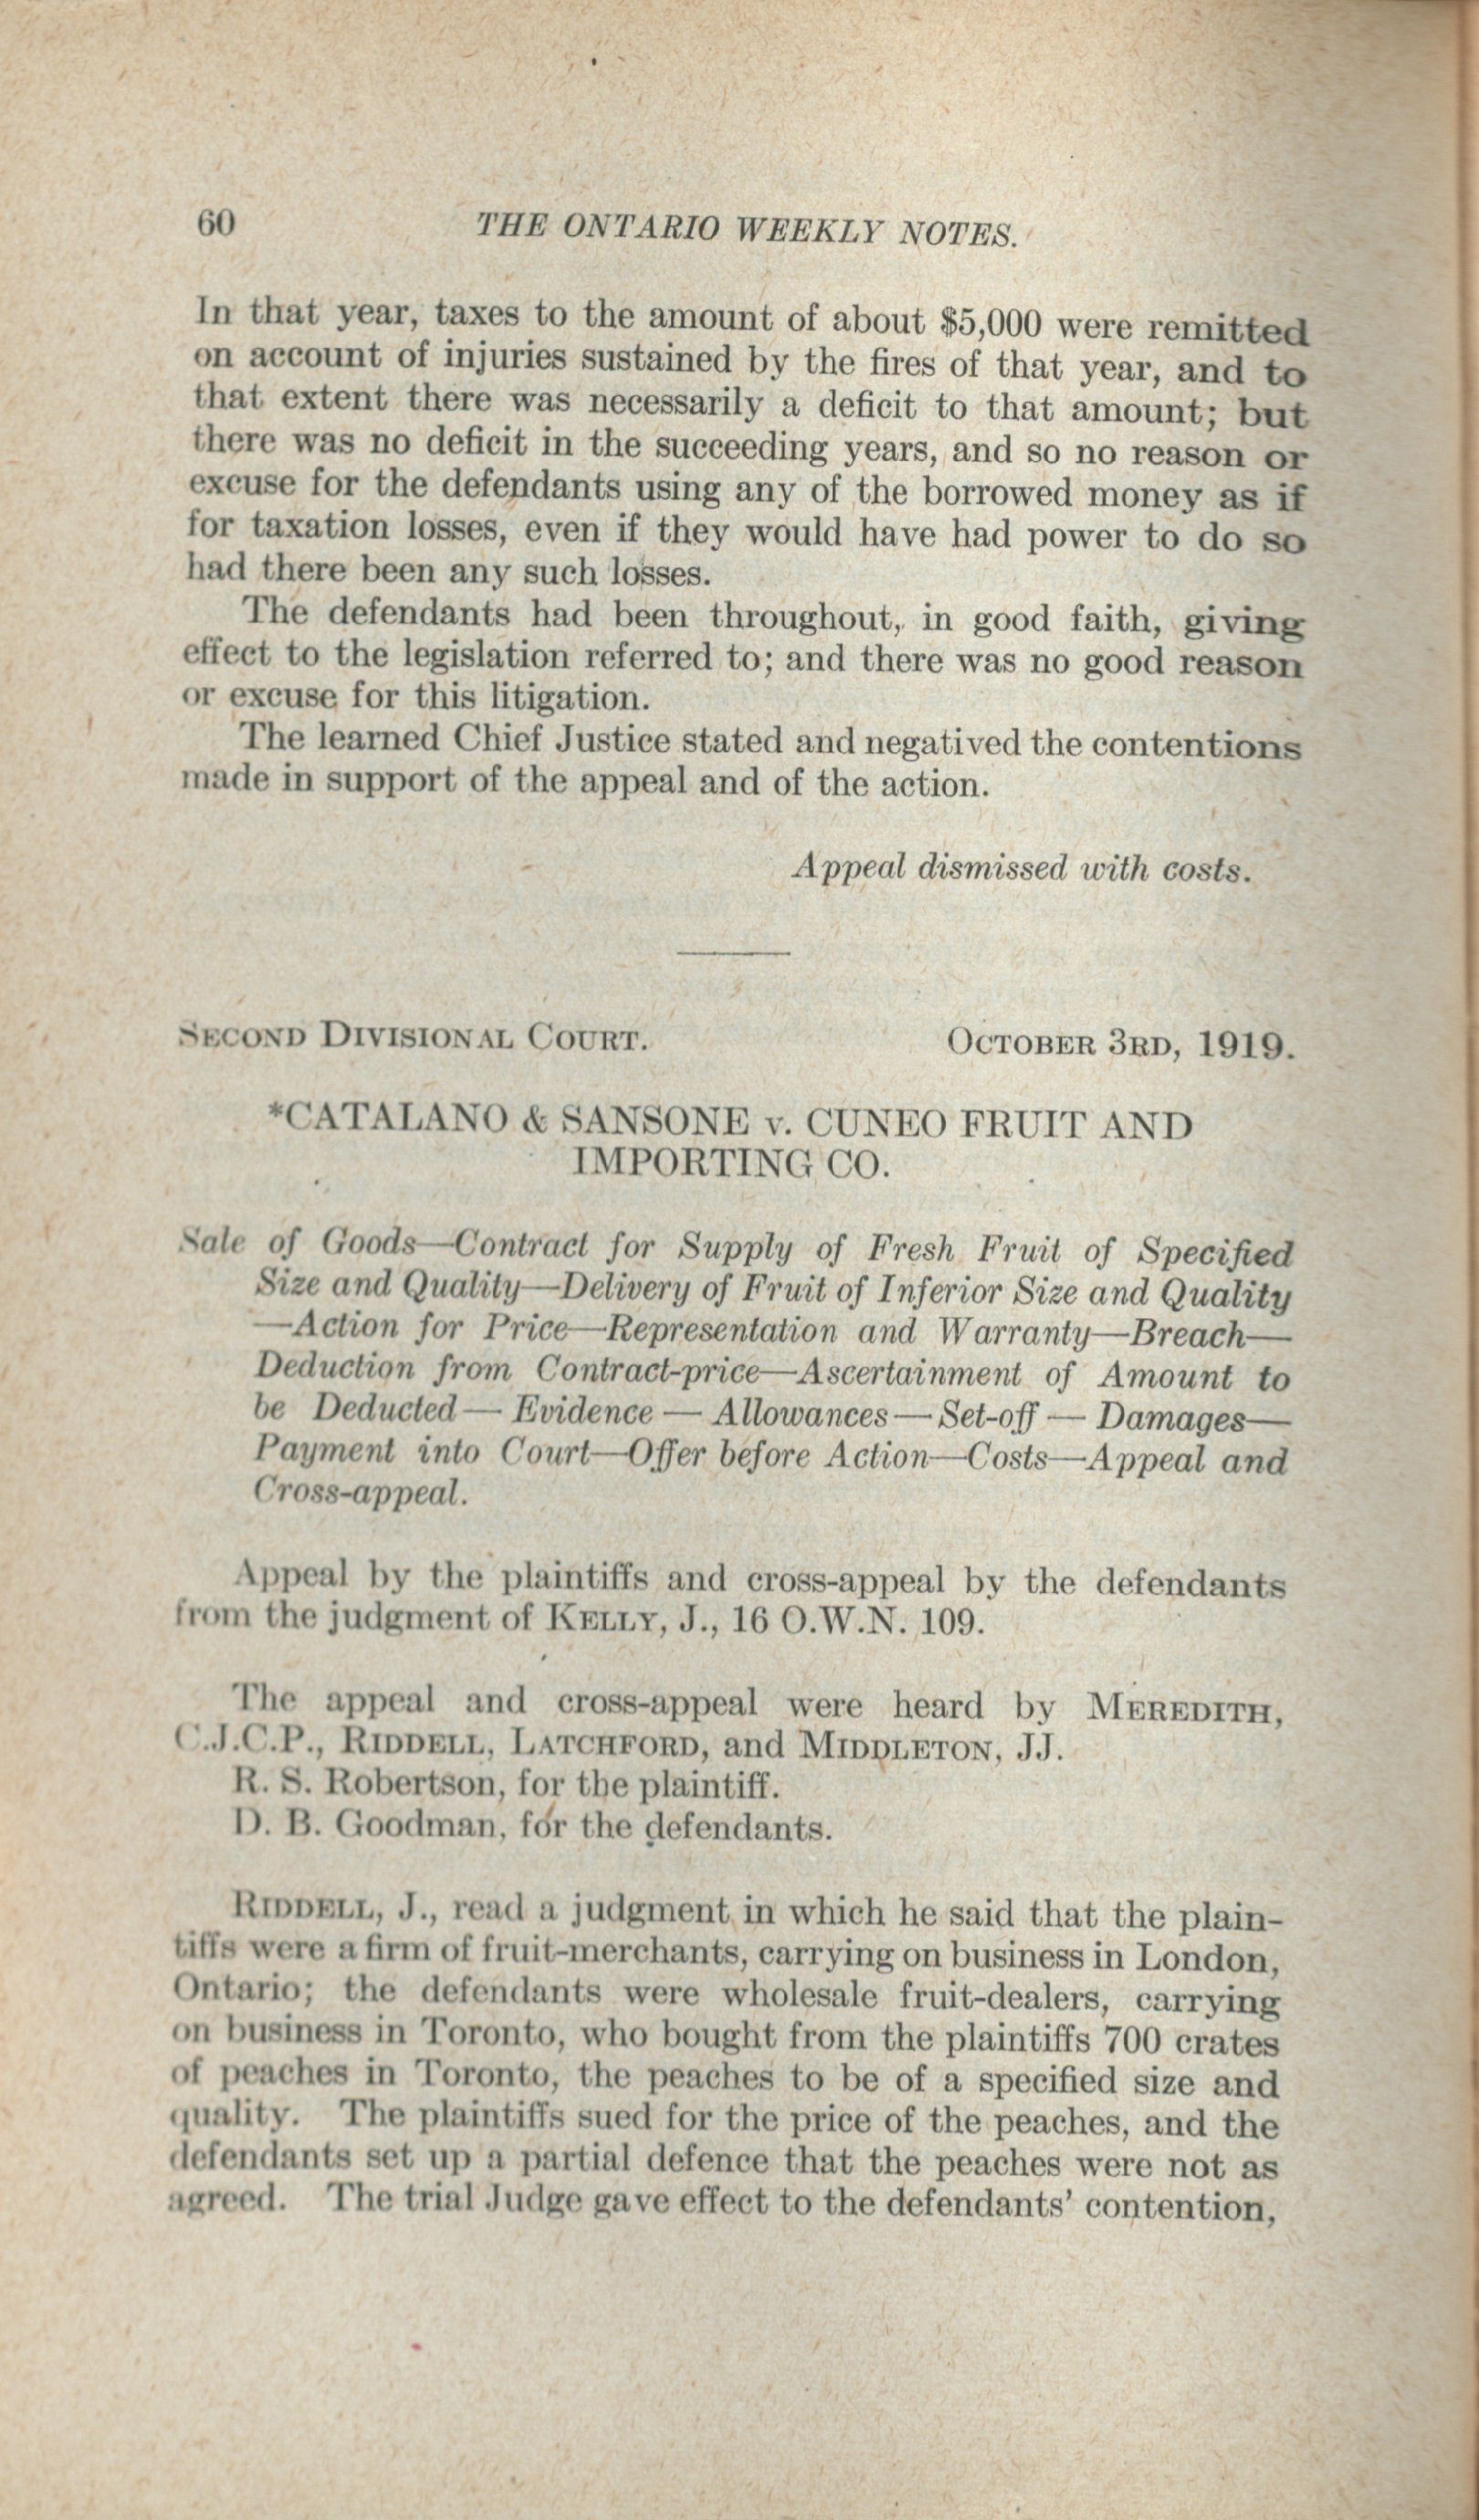 60
THE ONTARIO WEEKLY NOTES.
In that year, taxes to the amount of about $5,000 were remitted
on account of injuries sustained by the fires of that year, and to
that extent there was necessarily a deficit to that amount; but
there was no deficit in the succeeding years, and so no reason or
excuse for the defendants using any of the borrowed money as if
for taxation losses, even if they would have had power to do so
had there been any such losses.
The defendants had been throughout, in good faith, giving
effect to the legislation referred to; and there was no good reason
or excuse for this litigation.
The learned Chief Justice stated and negatived the contentions
made in support of the appeal and of the action.
Appeal dismissed with costs.
SECOND DIVISIONAL COURT.
OCTOBER 3RD, 1919.
*CATALANO & SANSONE v. CUNEO FRUIT AND
IMPORTING CO.
Sale of Goods—Contract for Supply of Fresh Fruit of Specified
Size and Quality—Delivery of Fruit of Inferior Size and Quality
—Action for Price—Representation and Warranty—Breach—
Deduction from Contract-price—Ascertainment of Amount to
be Deducted — Evidence — Allowances — Set-off — Damages—
Payment into Court—Offer before Action—Costs—Appeal and
Cross-appeal.
Appeal by the plaintiffs and cross-appeal by the defendants
from the judgment of KELLY, J., 16 O.W.N. 109.
The appeal and cross-appeal were heard by MEREDITH,
C.J.C.P., RIDDELL, LATCHFORD, and MIDDLETON, JJ.
R. S. Robertson, for the plaintiff.
D. B. Goodman, for the defendants.
RIDDELL, J., read a judgment in which he said that the plain-
tiffs were a firm of fruit-merchants, carrying on business in London,
Ontario; the defendants were wholesale fruit-dealers, carrying
on business in Toronto, who bought from the plaintiffs 700 crates
of peaches in Toronto, the peaches to be of a specified size and
quality. The plaintiffs sued for the price of the peaches, and the
defendants set up a partial defence that the peaches were not as
agreed. The trial Judge gave effect to the defendants' contention,